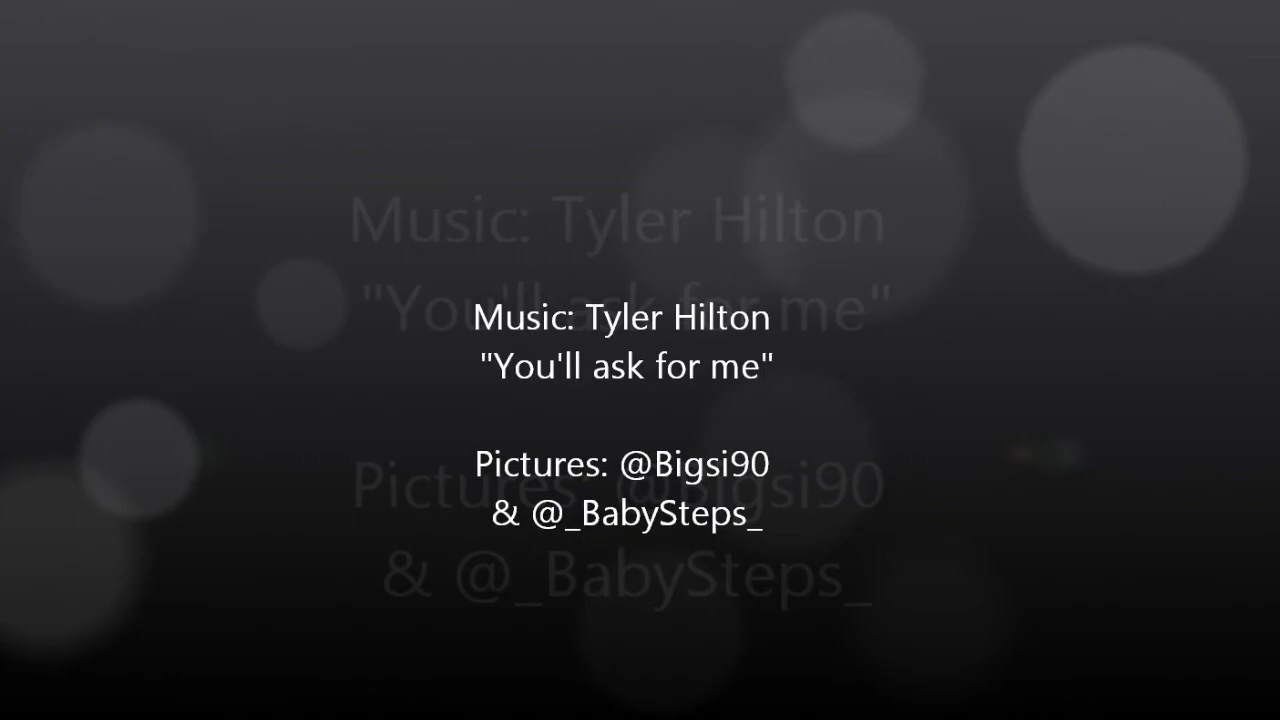 Music: Tyler Hilton
"You'll ask for me"
Pictures: @Bigsi90
& @_BabySteps_